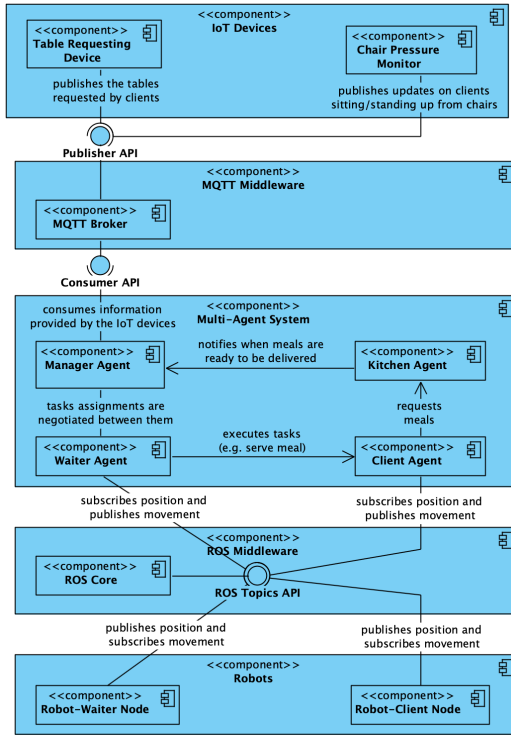 <<component>>
IoT Devices
<<component>>
Table Requesting
Device
<<component>>
Chair Pressure
Monitor
publishes the tables
requested by clients
publishes updates on clients
sitting/standing up from chairs
Publisher API
<<component>>
MQTT Middleware
<<component>>
MQTT Broker
Consumer API
<<component>>
Multi-Agent System
consumes information
provided by the IoT devices
<<component>>
Manager Agent
notifies when meals are
ready to be delivered
<<component>>
Kitchen Agent
tasks assignments are
negotiated between them
requests
meals
<<component>>
Waiter Agent
executes tasks
(e.g. serve meal)
<<component>>
Client Agent
subscribes position and
publishes movement
subscribes position and
publishes movement
<<component>>
ROS Middleware
<<component>>
ROS Core
ROS Topics API
publishes position and
subscribes movement
publishes position and
subscribes movement
<<component>>
Robots
<<component>>
Robot-Waiter Node
<<component>>
Robot-Client Node